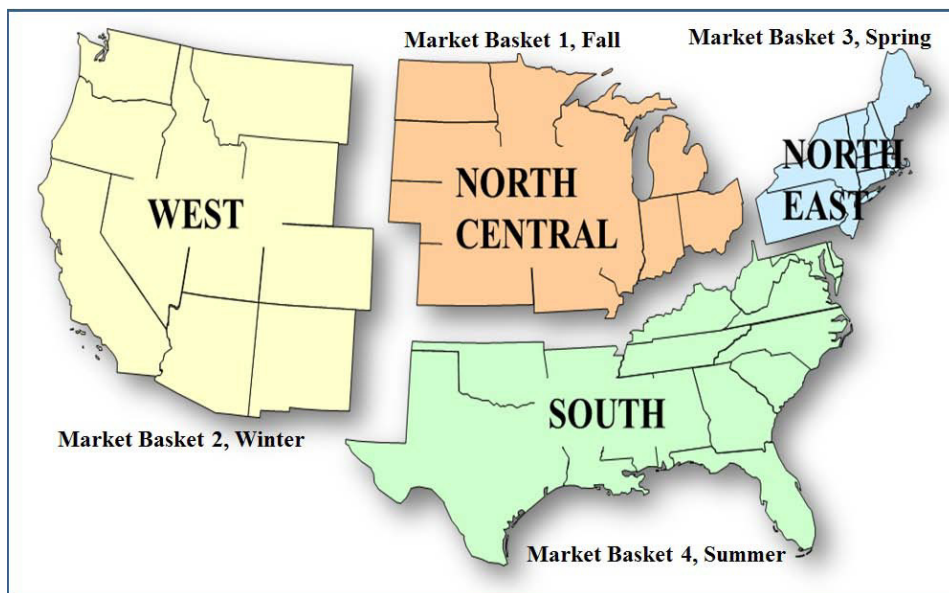 Market Basket 1, Fall
Market Basket 3, Spring
WEST
NORTH
CENTRAL
NORTH
EAST
SOUTH
Market Basket 2, Winter
Market Basket 4, Summer